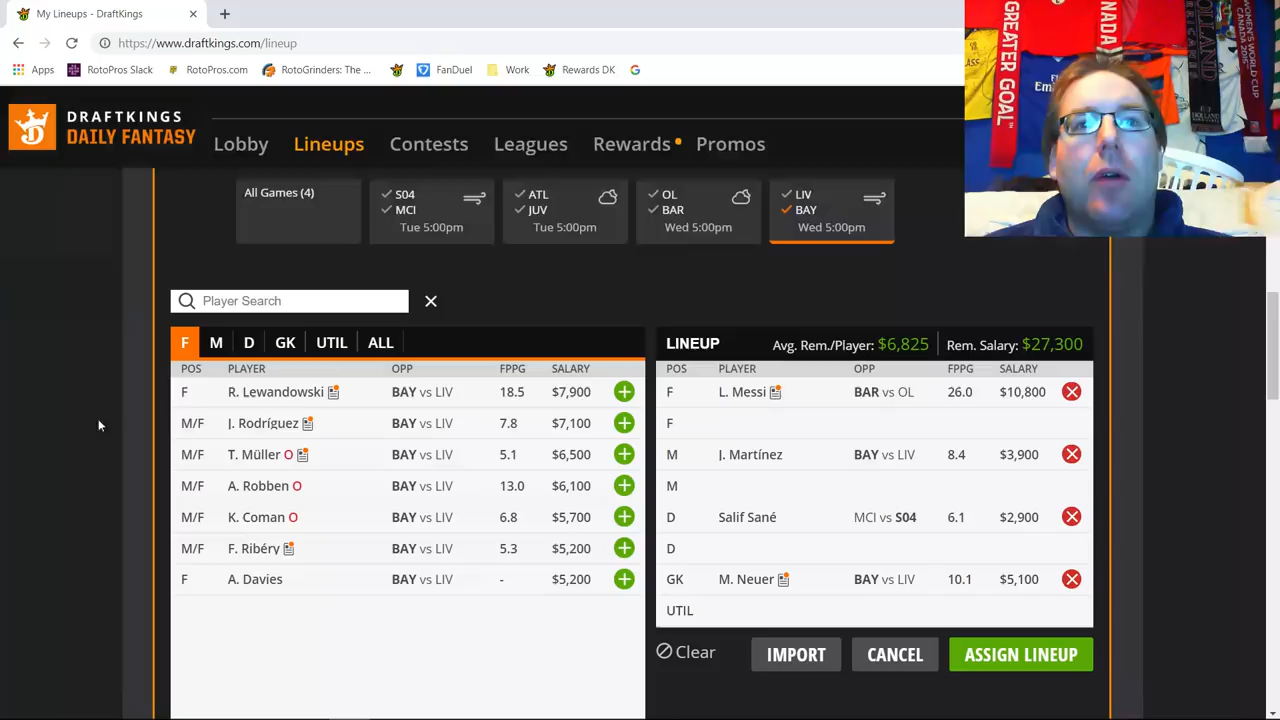 My Lineups - DraftKings
https://www.draftkings.com/lineup
Apps RotoPros Slack RotoPros.com RotoGrinders: The ... FanDuel Work Rewards DK
DRAFTKINGS
DAILY FANTASY
Lobby Lineups Contests Leagues Rewards Promos
All Games (4)
S04
MCI
Tue 5:00pm
ATL
JUV
Tue 5:00pm
OL
BAR
Wed 5:00pm
LIV
BAY
Wed 5:00pm
Player Search
F M D GK UTIL ALL
POS PLAYER OPP FPPG SALARY
F R. Lewandowski BAY vs LIV 18.5 $7,900
M/F J. Rodríguez BAY vs LIV 7.8 $7,100
M/F T. Müller O BAY vs LIV 5.1 $6,500
M/F A. Robben O BAY vs LIV 13.0 $6,100
M/F K. Coman O BAY vs LIV 6.8 $5,700
M/F F. Ribéry BAY vs LIV 5.3 $5,200
F A. Davies BAY vs LIV - $5,200
LINEUP Avg. Rem./Player: $6,825 Rem. Salary: $27,300
POS PLAYER OPP FPPG SALARY
F L. Messi BAR vs OL 26.0 $10,800
F
M J. Martínez BAY vs LIV 8.4 $3,900
M
D Salif Sané MCI vs S04 6.1 $2,900
D
GK M. Neuer BAY vs LIV 10.1 $5,100
UTIL
Clear IMPORT CANCEL ASSIGN LINEUP
GREATER GOAL
NADA
HOLLAND
WOMEN'S WORLD CUP
CANADA 2015